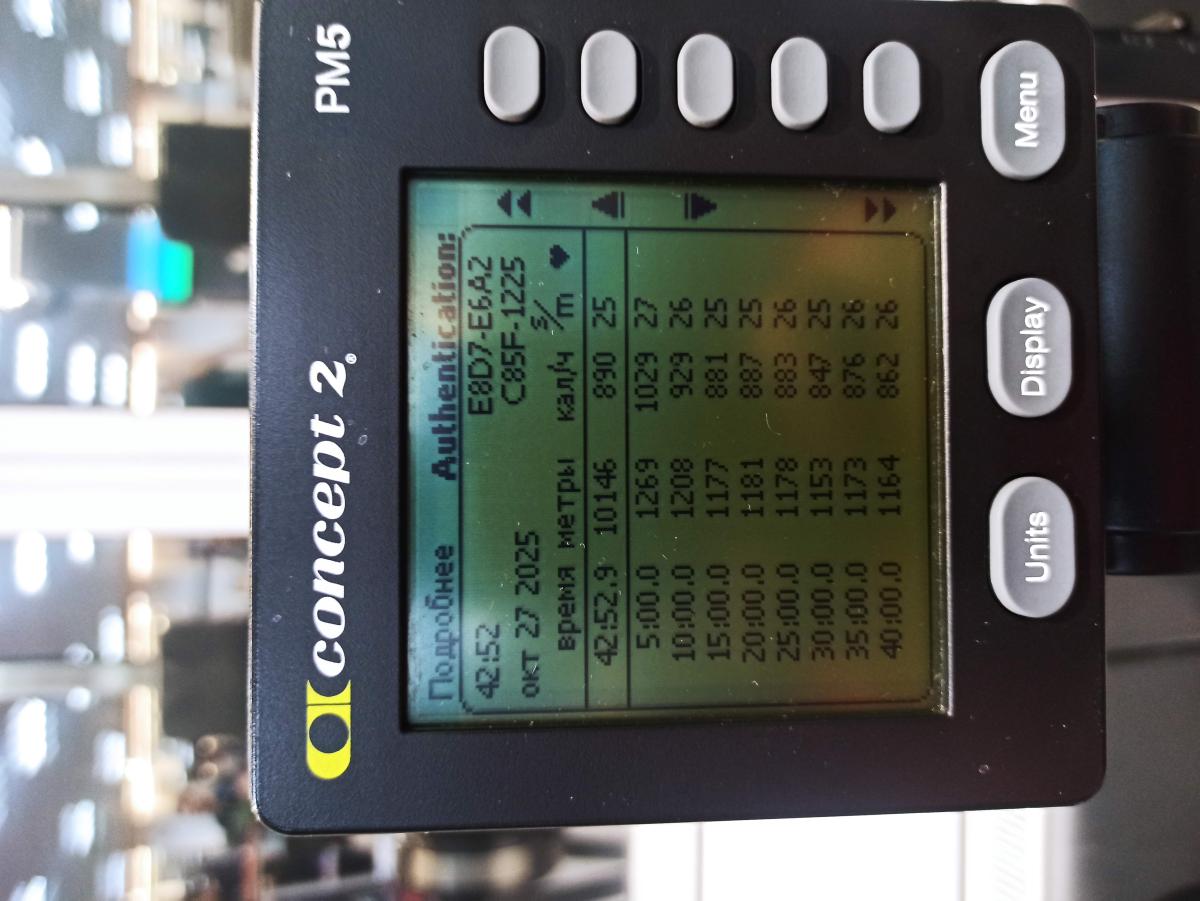 concept 2® PM5
Подробнее Authentication:
42:52 E8D7-E6A2
окт 27 2025 C85F-1225
время метры кал/ч s/m
42:52.9 10146 890 25
5:00.0 1269 1029 27
10:00.0 1208 929 26
15:00.0 1177 881 25
20:00.0 1181 887 25
25:00.0 1178 883 26
30:00.0 1153 847 25
35:00.0 1173 876 26
40:00.0 1164 862 26
Units Display Menu